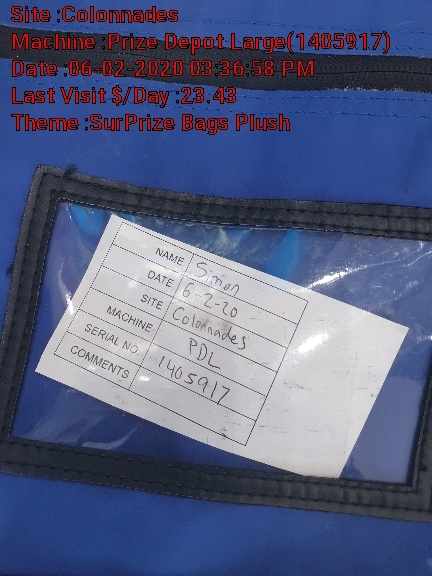 Site :Colonnades
Machine :Prize Depot Large(1405917)
Date :06-02-2020 03:36:58 PM
Last Visit $/Day :23.43
Theme :SurPrize Bags Plush
NAME Simon
DATE 6-2-20
SITE Colonnades
MACHINE PDL
SERIAL NO. 1405917
COMMENTS